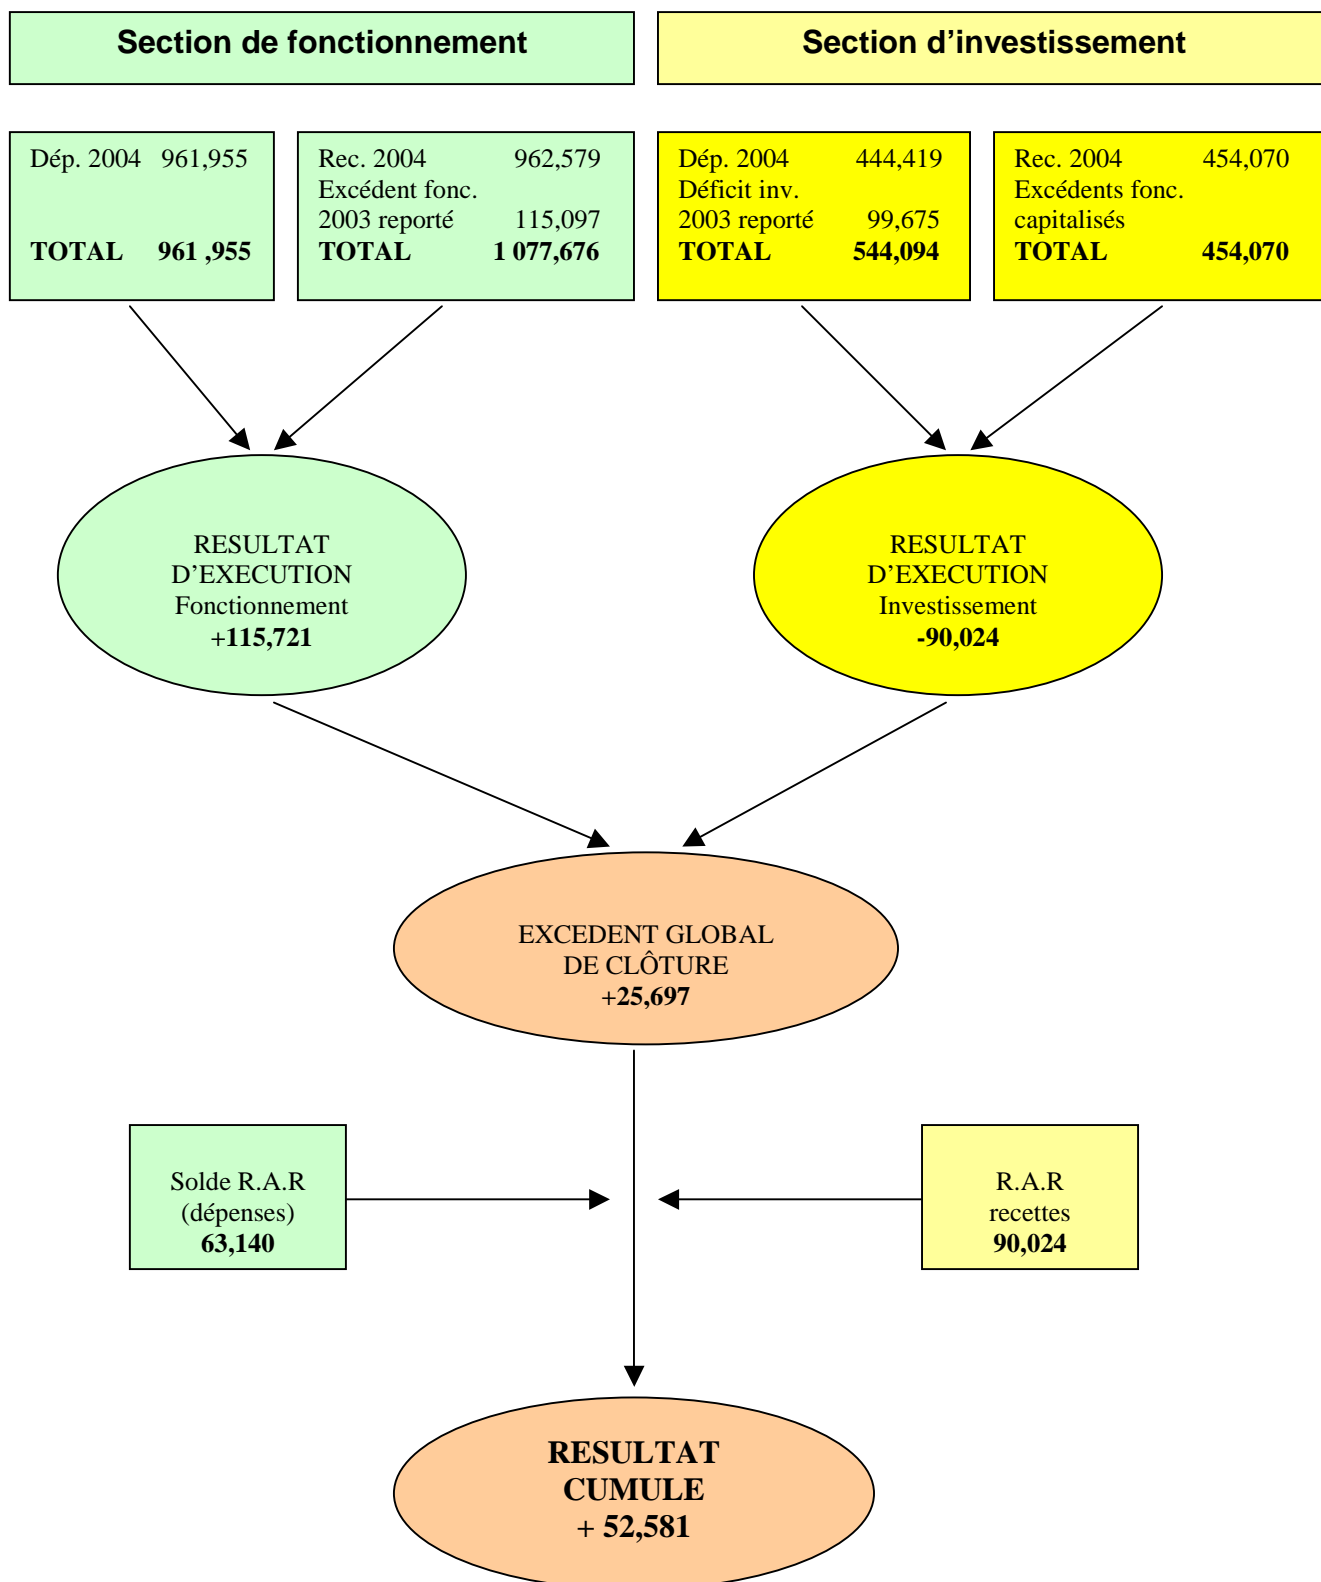 Section de fonctionnement
Section d’investissement
Dép. 2004 961,955
TOTAL 961 ,955
Rec. 2004 962,579
Excédent fonc.
2003 reporté 115,097
TOTAL 1 077,676
Dép. 2004 444,419
Déficit inv.
2003 reporté 99,675
TOTAL 544,094
Rec. 2004 454,070
Excédents fonc.
capitalisés
TOTAL 454,070
RESULTAT
D’EXECUTION
Fonctionnement
+115,721
RESULTAT
D’EXECUTION
Investissement
-90,024
EXCEDENT GLOBAL
DE CLÔTURE
+25,697
Solde R.A.R
(dépenses)
63,140
R.A.R
recettes
90,024
RESULTAT
CUMULE
+ 52,581